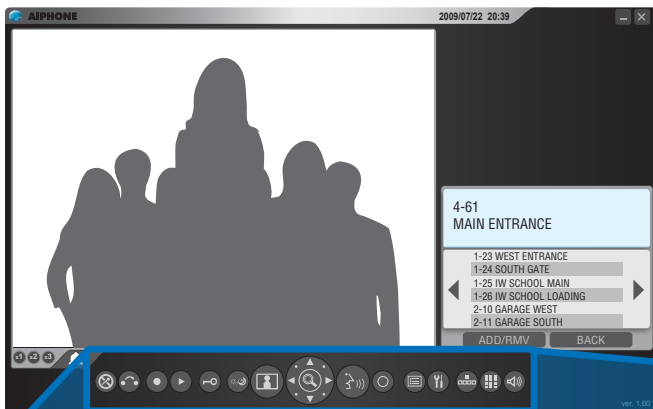 AIPHONE
2009/07/22 20:39
4-61
MAIN ENTRANCE
1-23 WEST ENTRANCE
1-24 SOUTH GATE
1-25 IW SCHOOL MAIN
1-26 IW SCHOOL LOADING
2-10 GARAGE WEST
2-11 GARAGE SOUTH
ADD/RMV BACK
x1 x2 x3
ver. 1.00